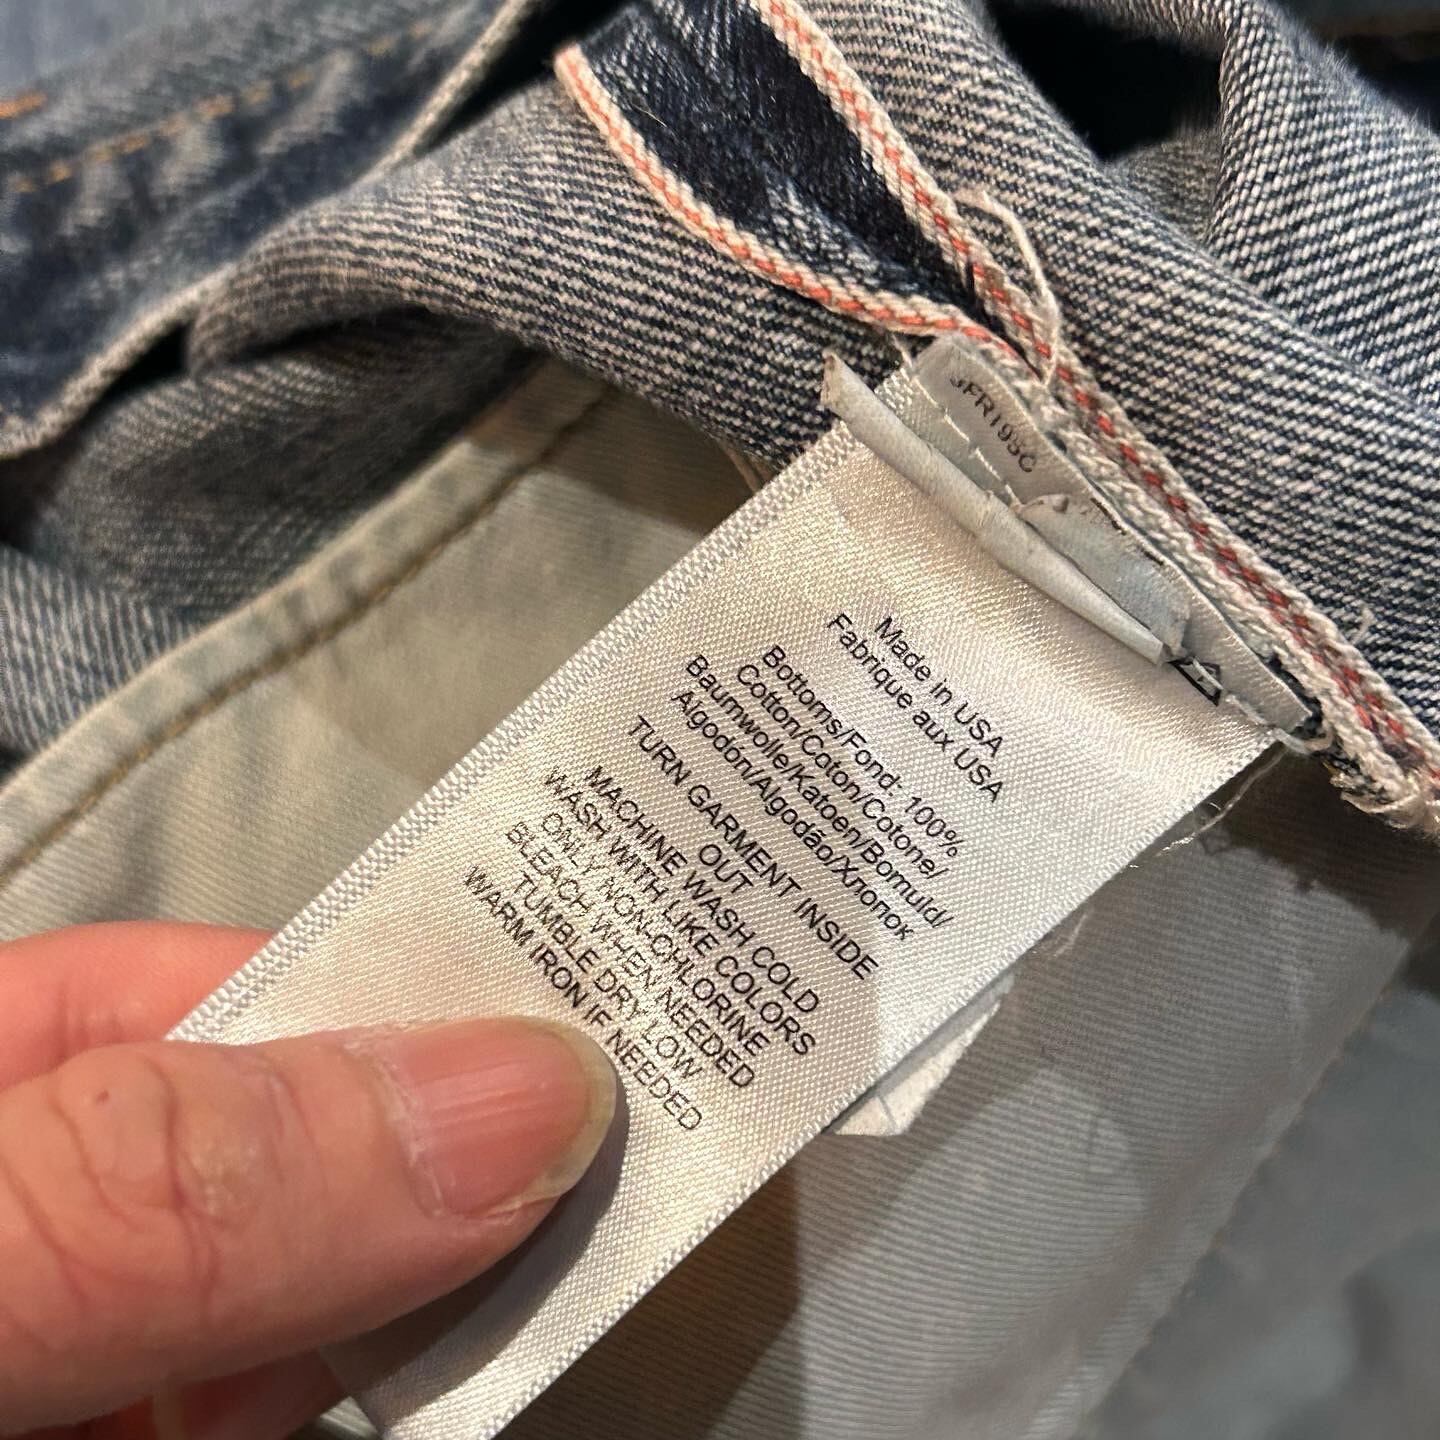 Made in USA
Fabrique aux USA
Bottoms/Fond: 100%
Cotton/Coton/Cotone/
Baumwolle/Katoen/Bomuld/
Algodón/Algodão/Хлопок
TURN GARMENT INSIDE
OUT
MACHINE WASH COLD
WASH WITH LIKE COLORS
ONLY NON-CHLORINE
BLEACH WHEN NEEDED
TUMBLE DRY LOW
WARM IRON IF NEEDED